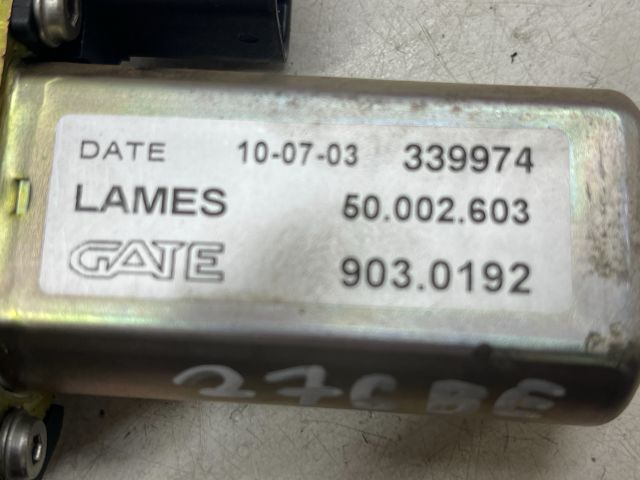 DATE 10-07-03 339974
LAMES 50.002.603
GATE 903.0192